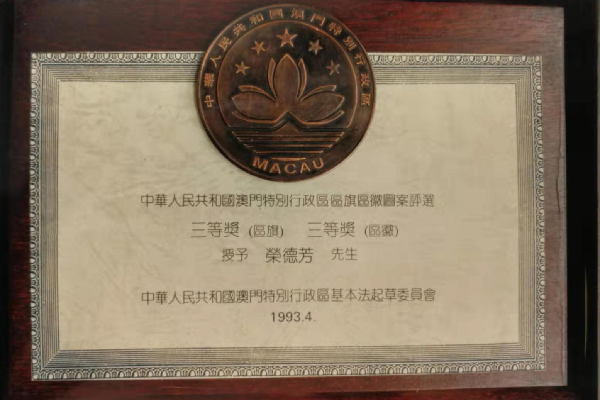 中華人民共和國澳門特別行政區
MACAU
中華人民共和國澳門特別行政區區旗區徽圖案評選
三等獎 (區旗) 三等獎 (區徽)
授予 榮德芳 先生
中華人民共和國澳門特別行政區基本法起草委員會
1993.4.